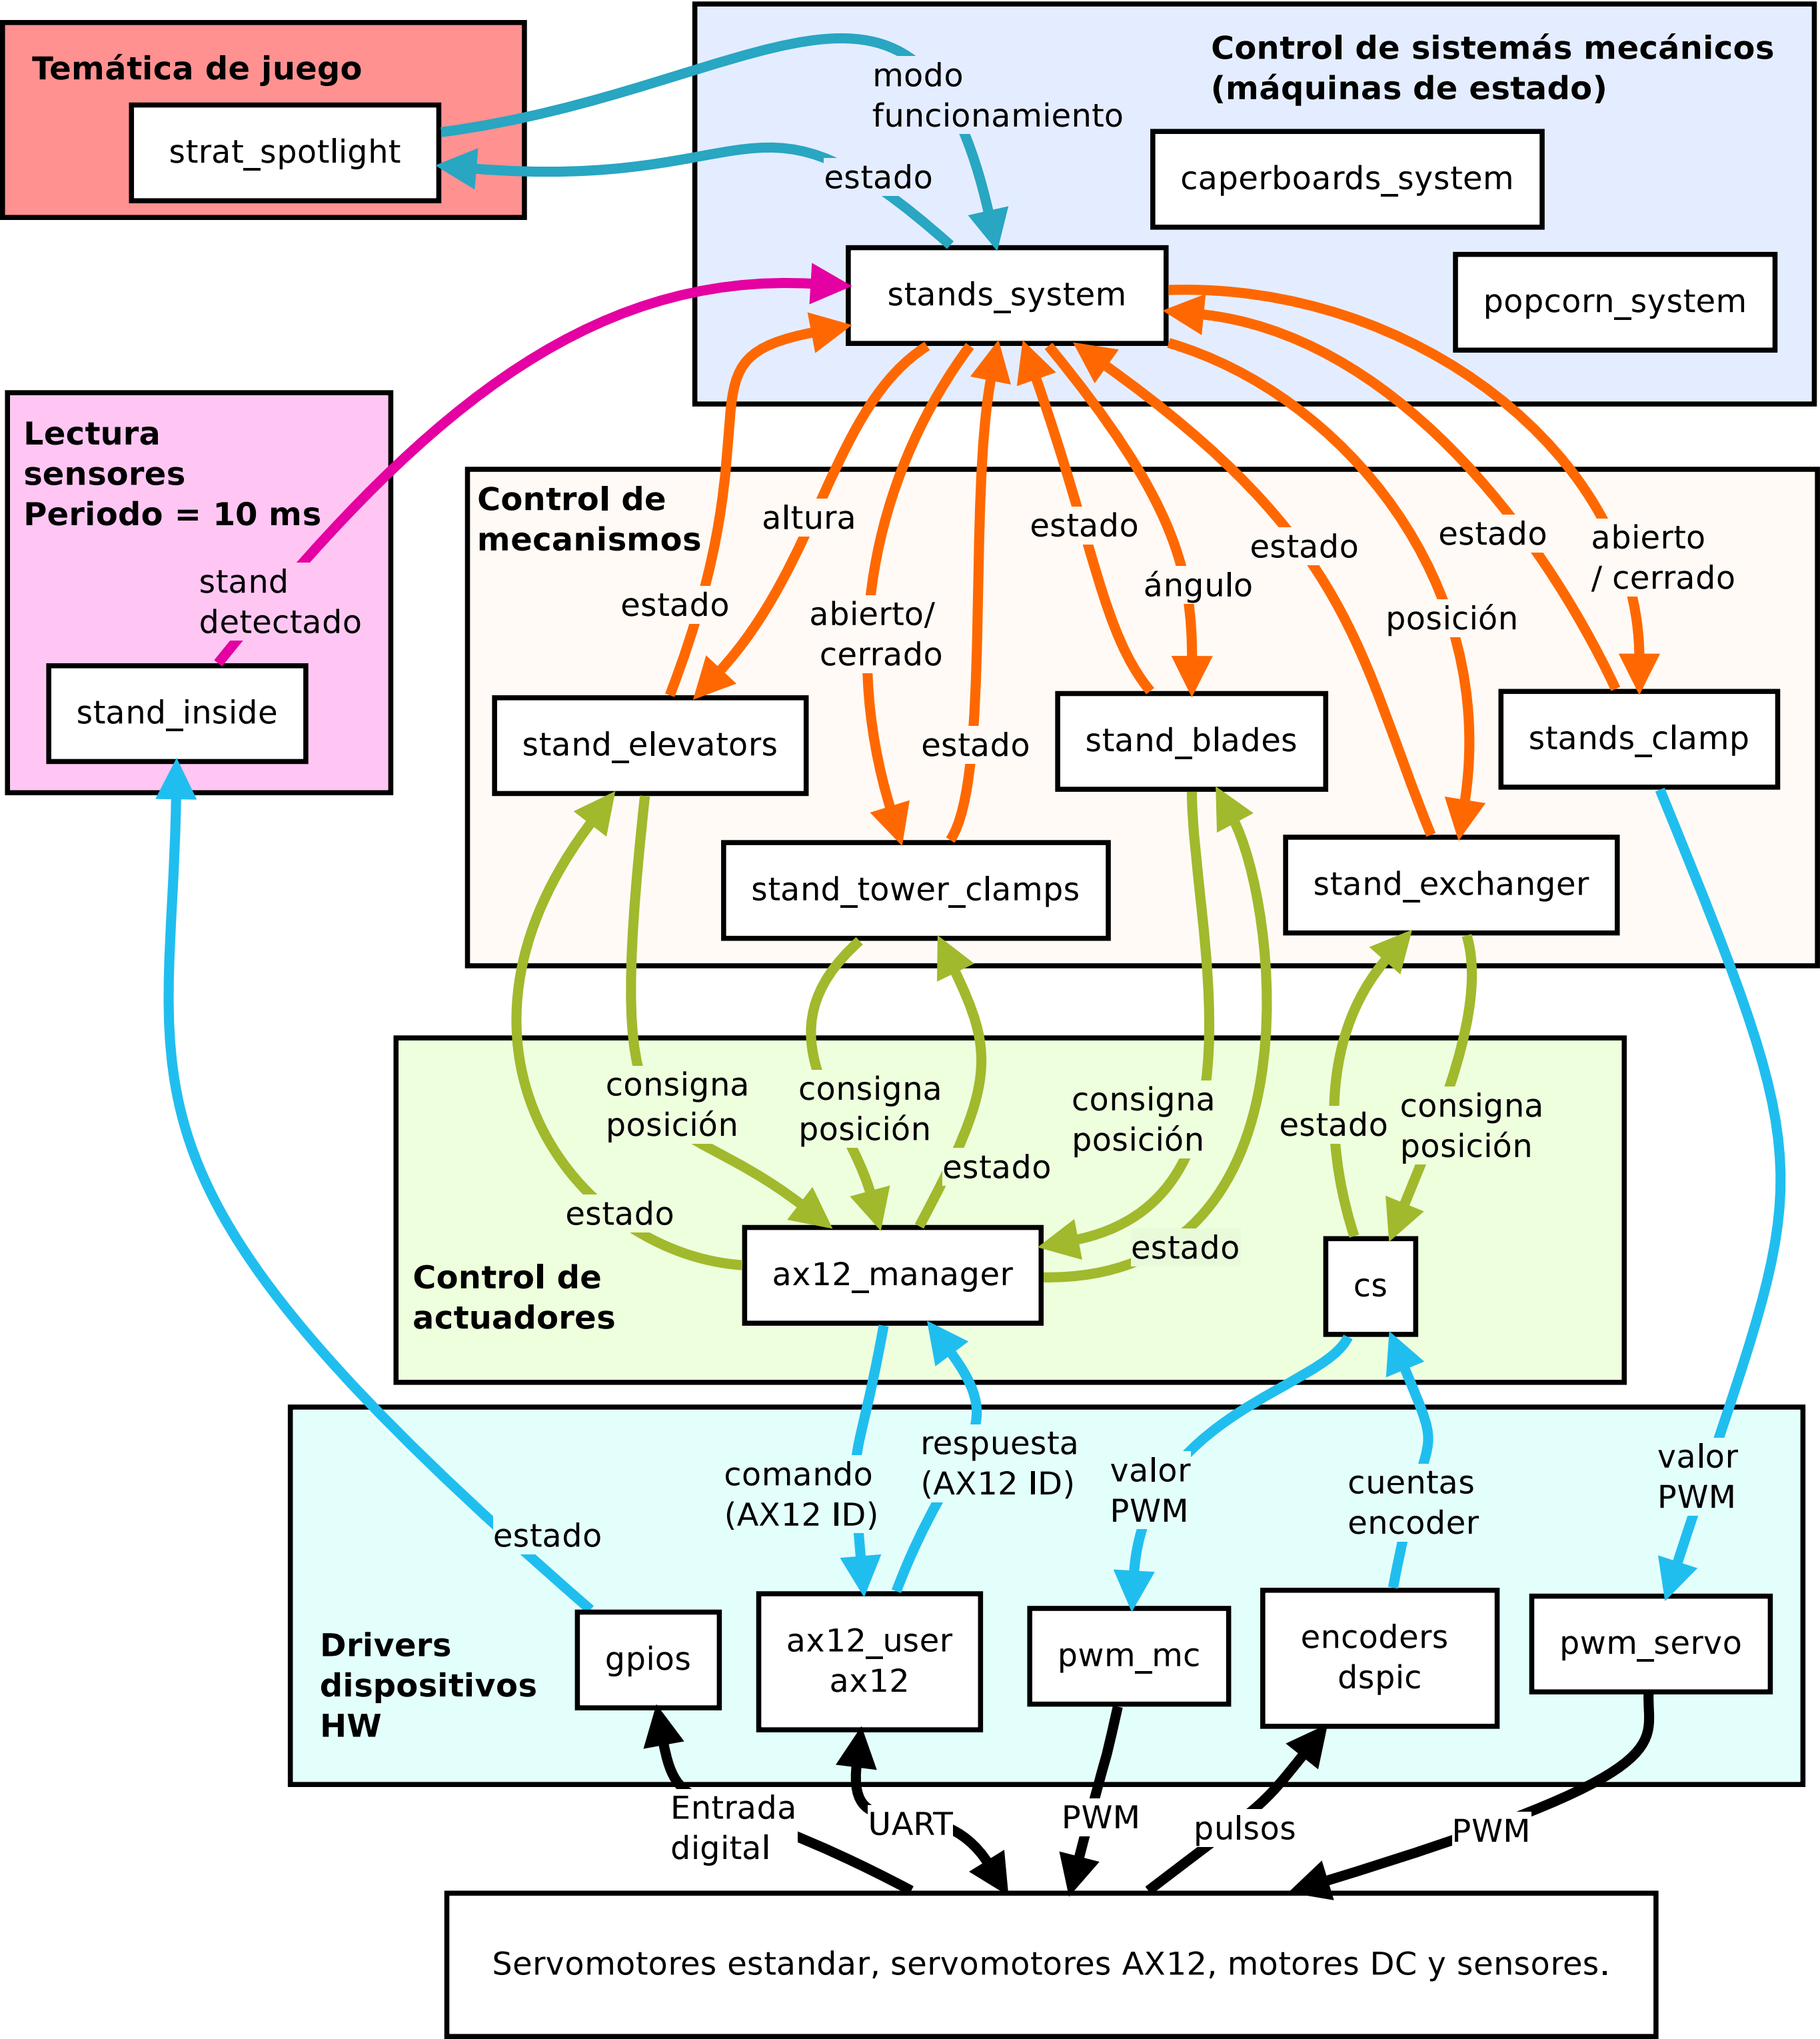 Temática de juego
strat_spotlight
Control de sistemás mecánicos
(máquinas de estado)
modo
funcionamiento
estado
caperboards_system
stands_system
popcorn_system
Lectura
sensores
Periodo = 10 ms
stand
detectado
stand_inside
Control de
mecanismos
altura
estado
abierto/
cerrado
estado
estado
ángulo
estado
posición
estado
abierto
/ cerrado
stand_elevators
stand_blades
stands_clamp
stand_tower_clamps
stand_exchanger
consigna
posición
consigna
posición
estado
consigna
posición
estado
consigna
posición
estado
estado
Control de
actuadores
ax12_manager
cs
comando
(AX12 ID)
respuesta
(AX12 ID)
valor
PWM
cuentas
encoder
valor
PWM
estado
Drivers
dispositivos
HW
gpios
ax12_user
ax12
pwm_mc
encoders
dspic
pwm_servo
Entrada
digital
UART
PWM
pulsos
PWM
Servomotores estandar, servomotores AX12, motores DC y sensores.